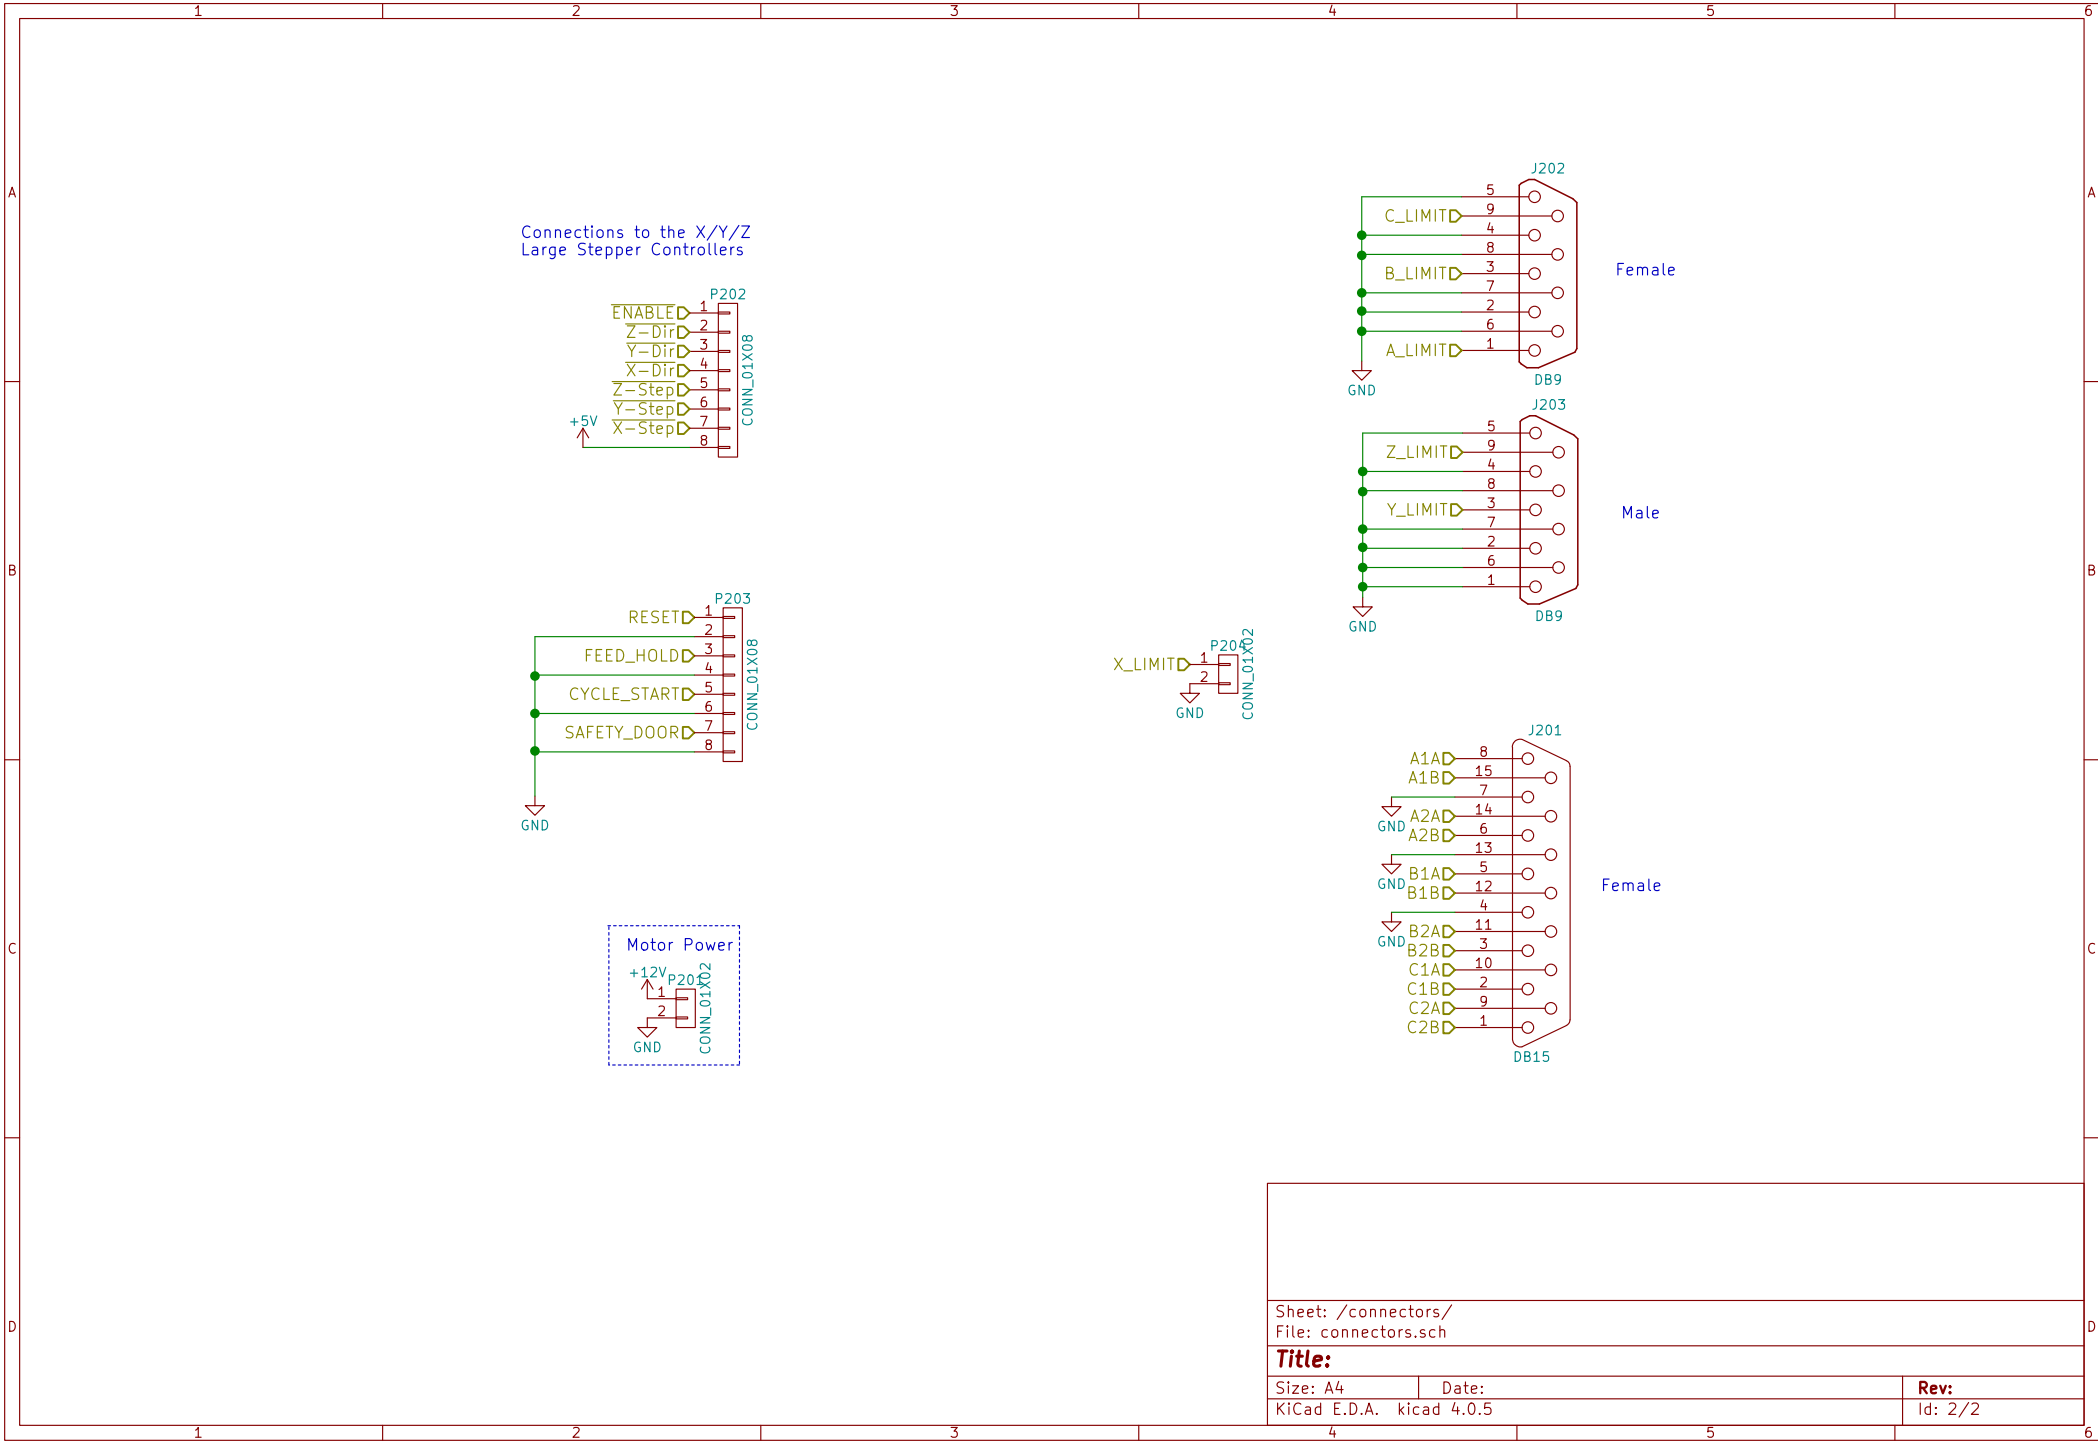 1 2 3 4 5 6
A A
B B
C C
D D
Connections to the X/Y/Z
Large Stepper Controllers
P202
ENABLE 1
Z-Dir 2
Y-Dir 3
X-Dir 4
Z-Step 5
Y-Step 6
X-Step 7
+5V 8
CONN_01X08
P203
RESET 1
2
FEED_HOLD 3
4
CYCLE_START 5
6
SAFETY_DOOR 7
8
CONN_01X08
GND
Motor Power
+12V
P201
1
2
CONN_01X02
GND
P204
X_LIMIT 1
2
CONN_01X02
GND
J202
5
C_LIMIT 9
4
8
B_LIMIT 3
7
2
6
A_LIMIT 1
GND
DB9
Female
J203
5
Z_LIMIT 9
4
8
Y_LIMIT 3
7
2
6
1
GND
DB9
Male
J201
A1A 8
A1B 15
7
GND
A2A 14
A2B 6
13
GND
B1A 5
B1B 12
4
GND
B2A 11
B2B 3
C1A 10
C1B 2
C2A 9
C2B 1
DB15
Female
Sheet: /connectors/
File: connectors.sch
Title:
Size: A4 Date: Rev:
KiCad E.D.A. kicad 4.0.5 Id: 2/2
1 2 3 4 5 6